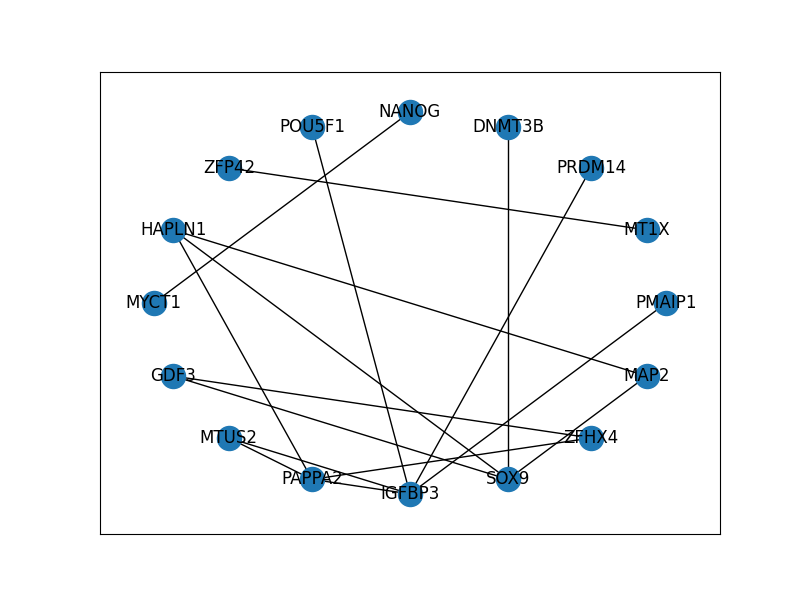 NANOG
POU5F1
DNMT3B
ZFP42
PRDM14
HAPLN1
MT1X
MYCT1
PMAIP1
GDF3
MAP2
MTUS2
ZFHX4
PAPPA2
SOX9
IGFBP3